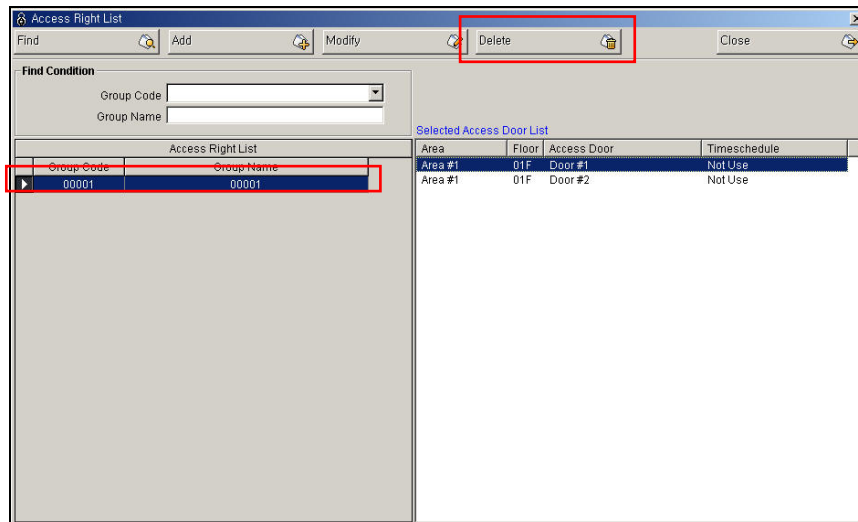 Access Right List
Find Add Modify Delete Close
Find Condition
Group Code
Group Name
Selected Access Door List
Access Right List
Group Code Group Name
00001 00001
Area Floor Access Door Timeschedule
Area #1 01F Door #1 Not Use
Area #1 01F Door #2 Not Use